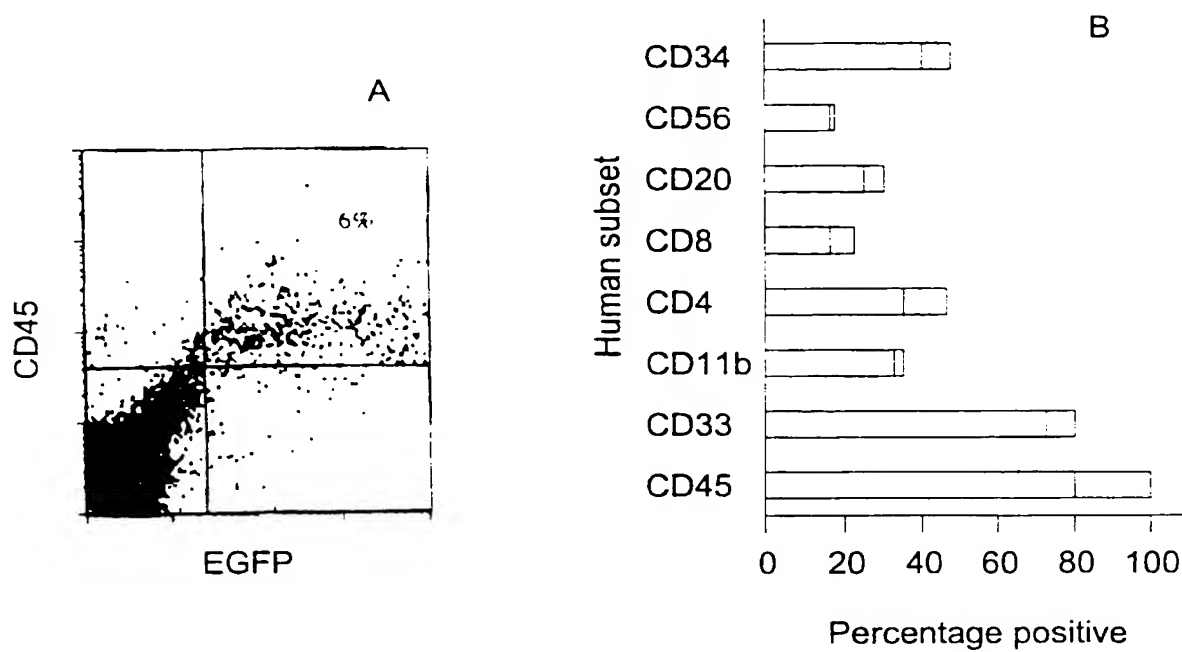 A
CD45
6%
EGFP
B
Human subset
CD34
CD56
CD20
CD8
CD4
CD11b
CD33
CD45
0 20 40 60 80 100
Percentage positive